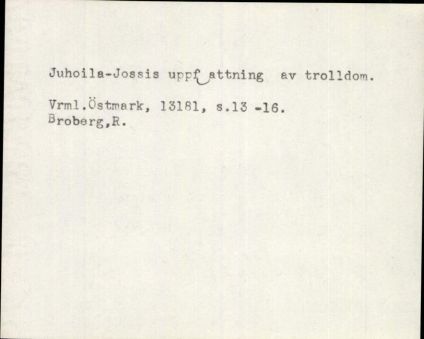 Juhoila-Jossis uppfattning av trolldom.
Vrml.Östmark, 13181, s.13 -16.
Broberg,R.